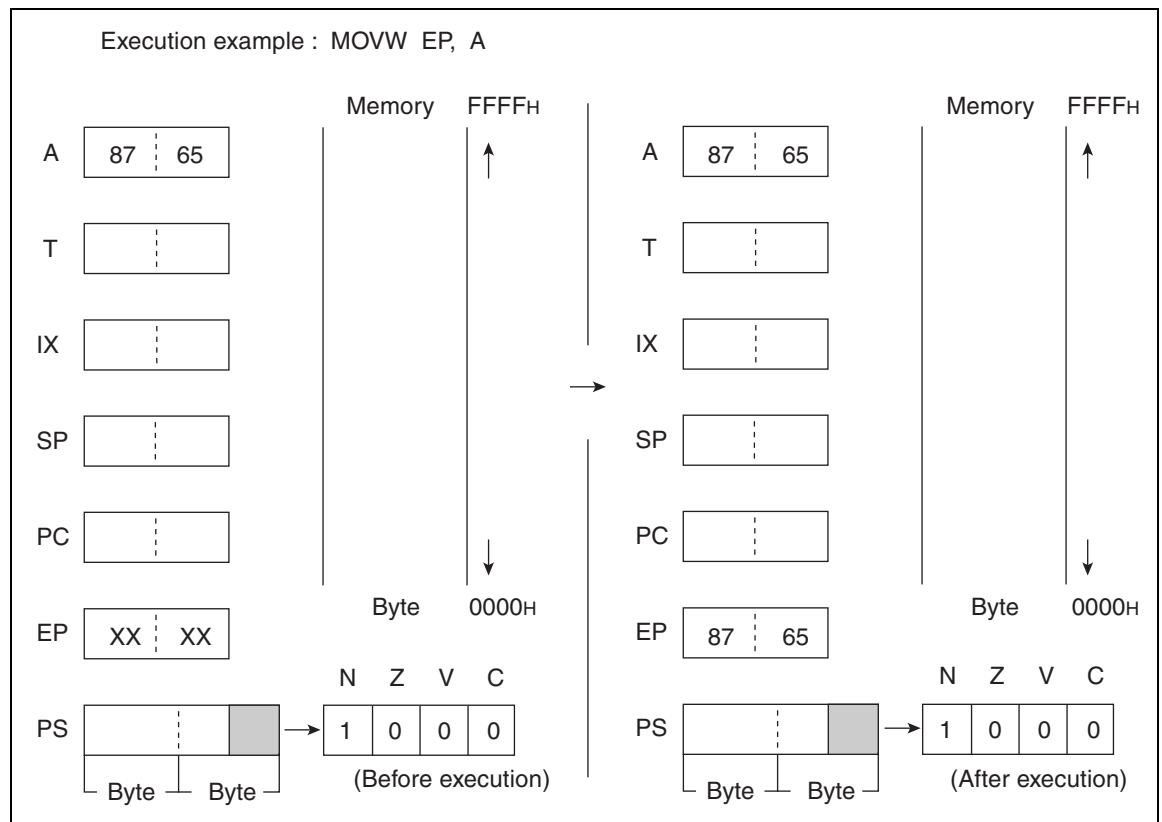 Execution example : MOVW EP, A
Memory FFFFH
A 87 65
T
IX
SP
PC
Byte 0000H
EP XX XX
N Z V C
PS 1 0 0 0
(Before execution)
Byte Byte
Memory FFFFH
A 87 65
T
IX
SP
PC
Byte 0000H
EP 87 65
N Z V C
PS 1 0 0 0
(After execution)
Byte Byte